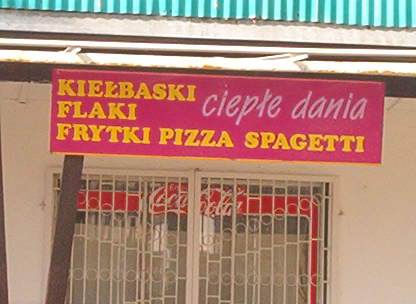 KIEŁBASKI
FLAKI
ciepłe dania
FRYTKI PIZZA SPAGETTI
Coca-Cola